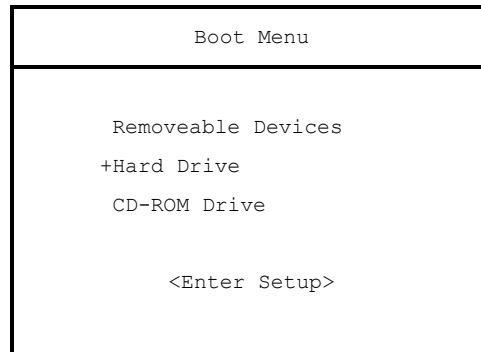 Boot Menu
Removeable Devices
+Hard Drive
CD-ROM Drive
<Enter Setup>